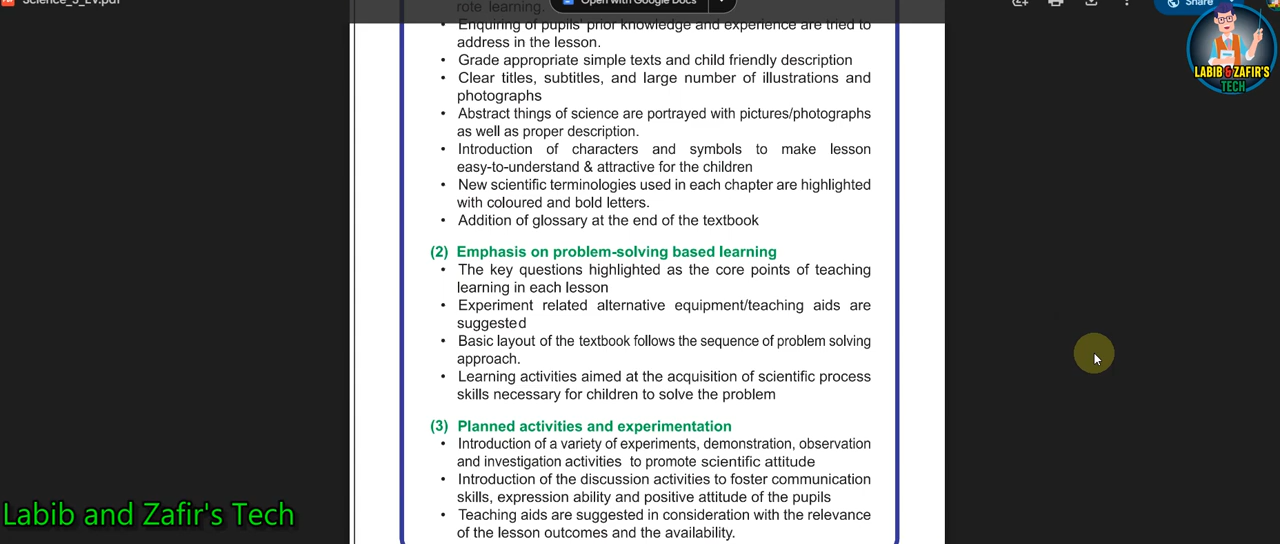 Science_5_EV.pdf
Open with Google Docs
Share
rote learning.
• Enquiring of pupils' prior knowledge and experience are tried to
address in the lesson.
• Grade appropriate simple texts and child friendly description
• Clear titles, subtitles, and large number of illustrations and
photographs
• Abstract things of science are portrayed with pictures/photographs
as well as proper description.
• Introduction of characters and symbols to make lesson
easy-to-understand & attractive for the children
• New scientific terminologies used in each chapter are highlighted
with coloured and bold letters.
• Addition of glossary at the end of the textbook
(2) Emphasis on problem-solving based learning
• The key questions highlighted as the core points of teaching
learning in each lesson
• Experiment related alternative equipment/teaching aids are
suggested
• Basic layout of the textbook follows the sequence of problem solving
approach.
• Learning activities aimed at the acquisition of scientific process
skills necessary for children to solve the problem
(3) Planned activities and experimentation
• Introduction of a variety of experiments, demonstration, observation
and investigation activities to promote scientific attitude
• Introduction of the discussion activities to foster communication
skills, expression ability and positive attitude of the pupils
• Teaching aids are suggested in consideration with the relevance
of the lesson outcomes and the availability.
LABIB & ZAFIR'S
TECH
Labib and Zafir's Tech